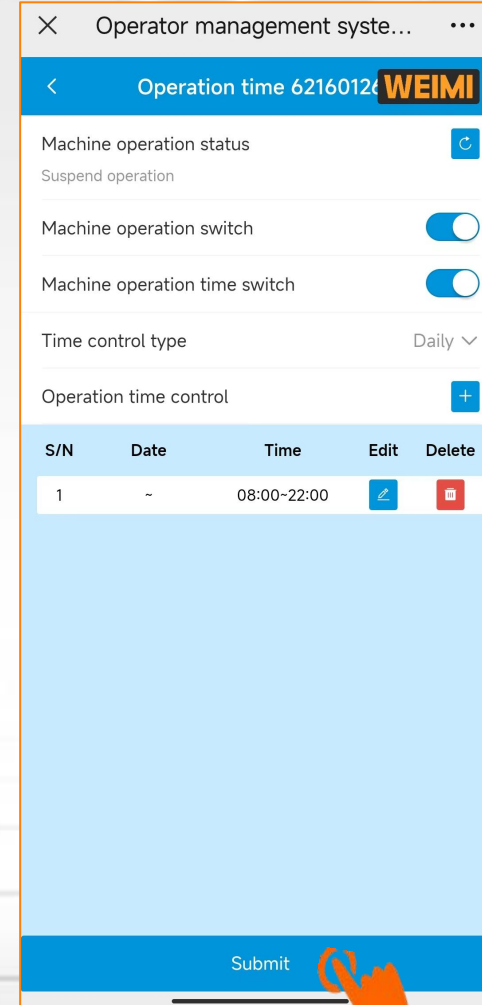 Operator management syste...
Operation time 62160126
WEIMI
Machine operation status
Suspend operation
Machine operation switch
Machine operation time switch
Time control type Daily
Operation time control
S/N Date Time Edit Delete
1 ~ 08:00~22:00
Submit